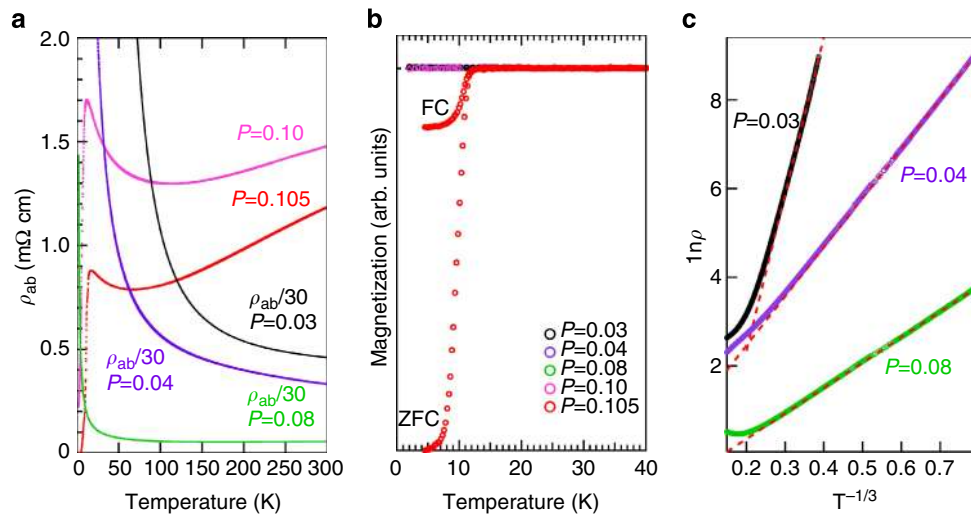 a
2.0
1.5
1.0
0.5
0
ρab (mΩ cm)
P=0.10
P=0.105
ρab/30
P=0.03
ρab/30
P=0.04
ρab/30
P=0.08
0 50 100 150 200 250 300
Temperature (K)
b
Magnetization (arb. units)
FC
ZFC
P=0.03
P=0.04
P=0.08
P=0.10
P=0.105
0 10 20 30 40
Temperature (K)
c
8
6
4
2
1nρ
P=0.03
P=0.04
P=0.08
0.2 0.3 0.4 0.5 0.6 0.7
T−1/3